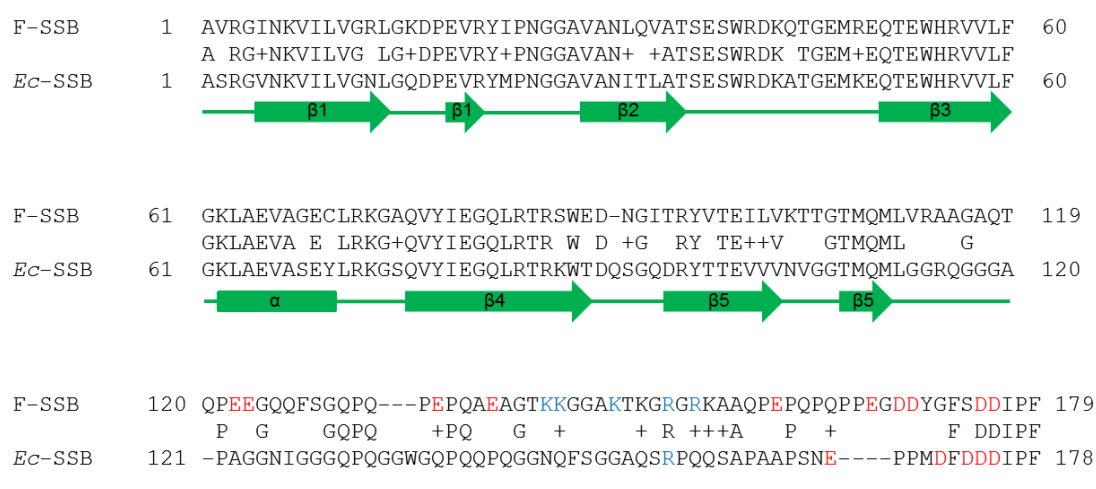 F-SSB 1 AVRGINKVILVGRLGKDPEVRYIPNGGAVANLQVATSESWRDKQTGEMREQTEWHRVVLF 60
A RG+NKVILVG LG+DPEVRY+PNGGAVAN+ +ATSESWRDK TGEM+EQTEWHRVVLF
Ec-SSB 1 ASRGVNKVILVGNLGQDPEVRYMPNGGAVANITLATSESWRDKATGEMKEQTEWHRVVLF 60
β1 β1 β2 β3
F-SSB 61 GKLAEVAGECLRKGAQVYIEGQLRTRSWED-NGITRYVTEILVKTTGTMQMLVRAAGAQT 119
GKLAEVA E LRKG+QVYIEGQLRTR W D +G RY TE++V GTMQML G
Ec-SSB 61 GKLAEVASEYLRKGSQVYIEGQLRTRKWTDQSGQDRYTTEVVVNVGGTMQMLGGRQGGGA 120
α β4 β5 β5
F-SSB 120 QPEEGQQFSGQPQ---PEPQAEAGTKKGGAKTKGRGRKAAQPEPQPQPPEGDDYGFSDDIPF 179
P G GQPQ +PQ G + + R +++A P + F DDIPF
Ec-SSB 121 -PAGGNIGGGQPQGGWGQPQQPQGGNQFSGGAQSRPQQSAPAAPSNE----PPMDFDDDIPF 178